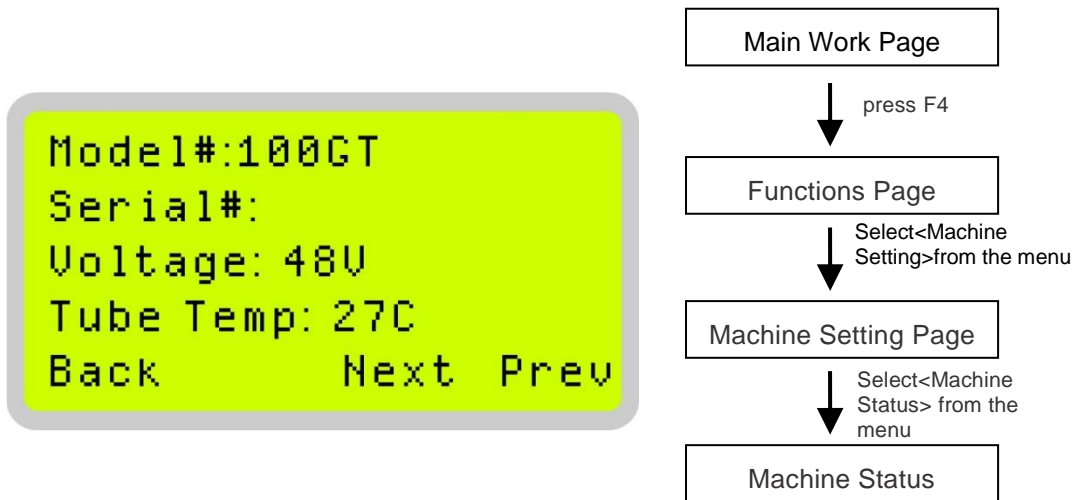 Model#:100GT
Serial#:
Voltage: 48V
Tube Temp: 27C
Back Next Prev
Main Work Page
press F4
Functions Page
Select<Machine
Setting>from the menu
Machine Setting Page
Select<Machine
Status> from the
menu
Machine Status